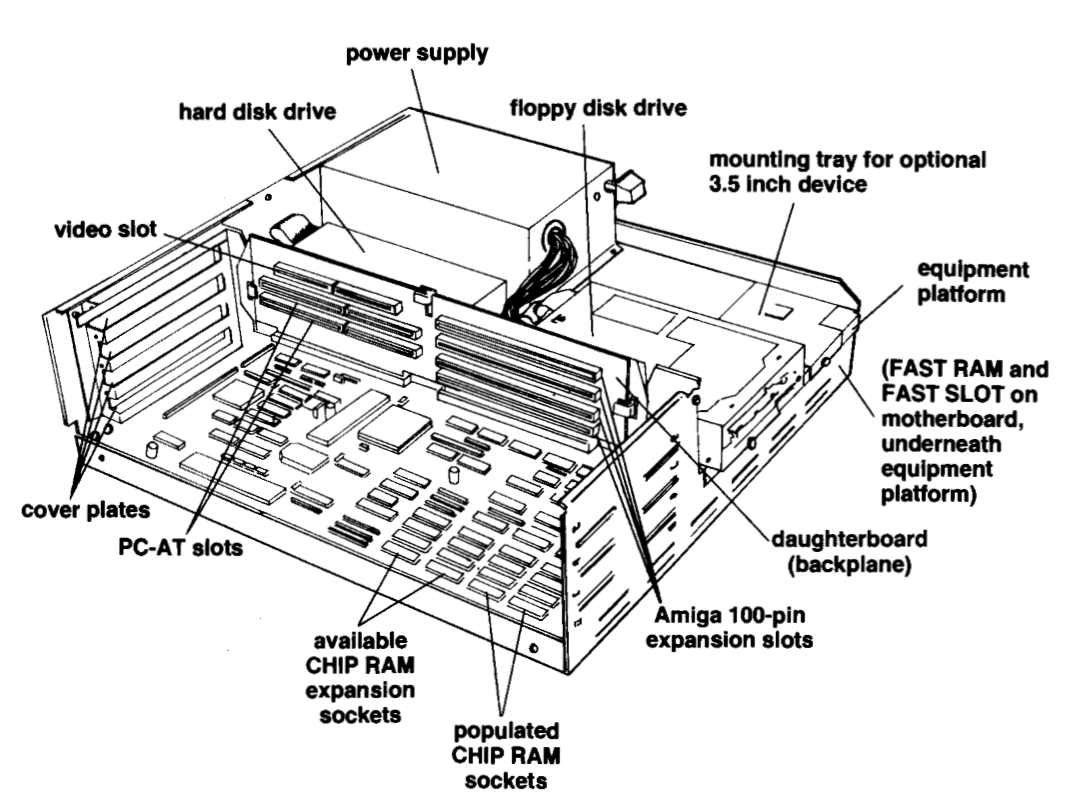 power supply
hard disk drive
floppy disk drive
mounting tray for optional
3.5 inch device
video slot
equipment
platform
(FAST RAM and
FAST SLOT on
motherboard,
underneath
equipment
platform)
cover plates
PC-AT slots
daughterboard
(backplane)
Amiga 100-pin
expansion slots
available
CHIP RAM
expansion
sockets
populated
CHIP RAM
sockets